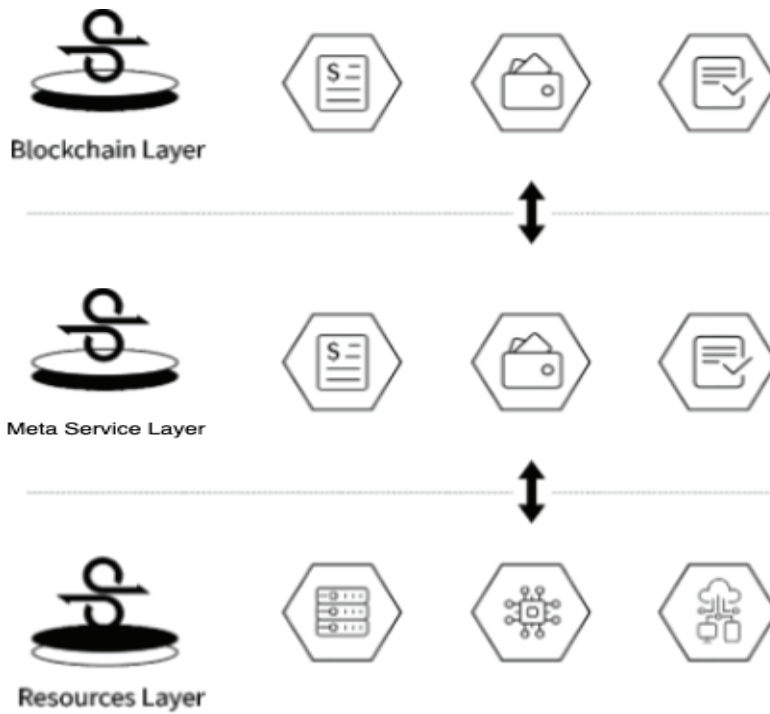 $
Blockchain Layer
$
Meta Service Layer
Resources Layer